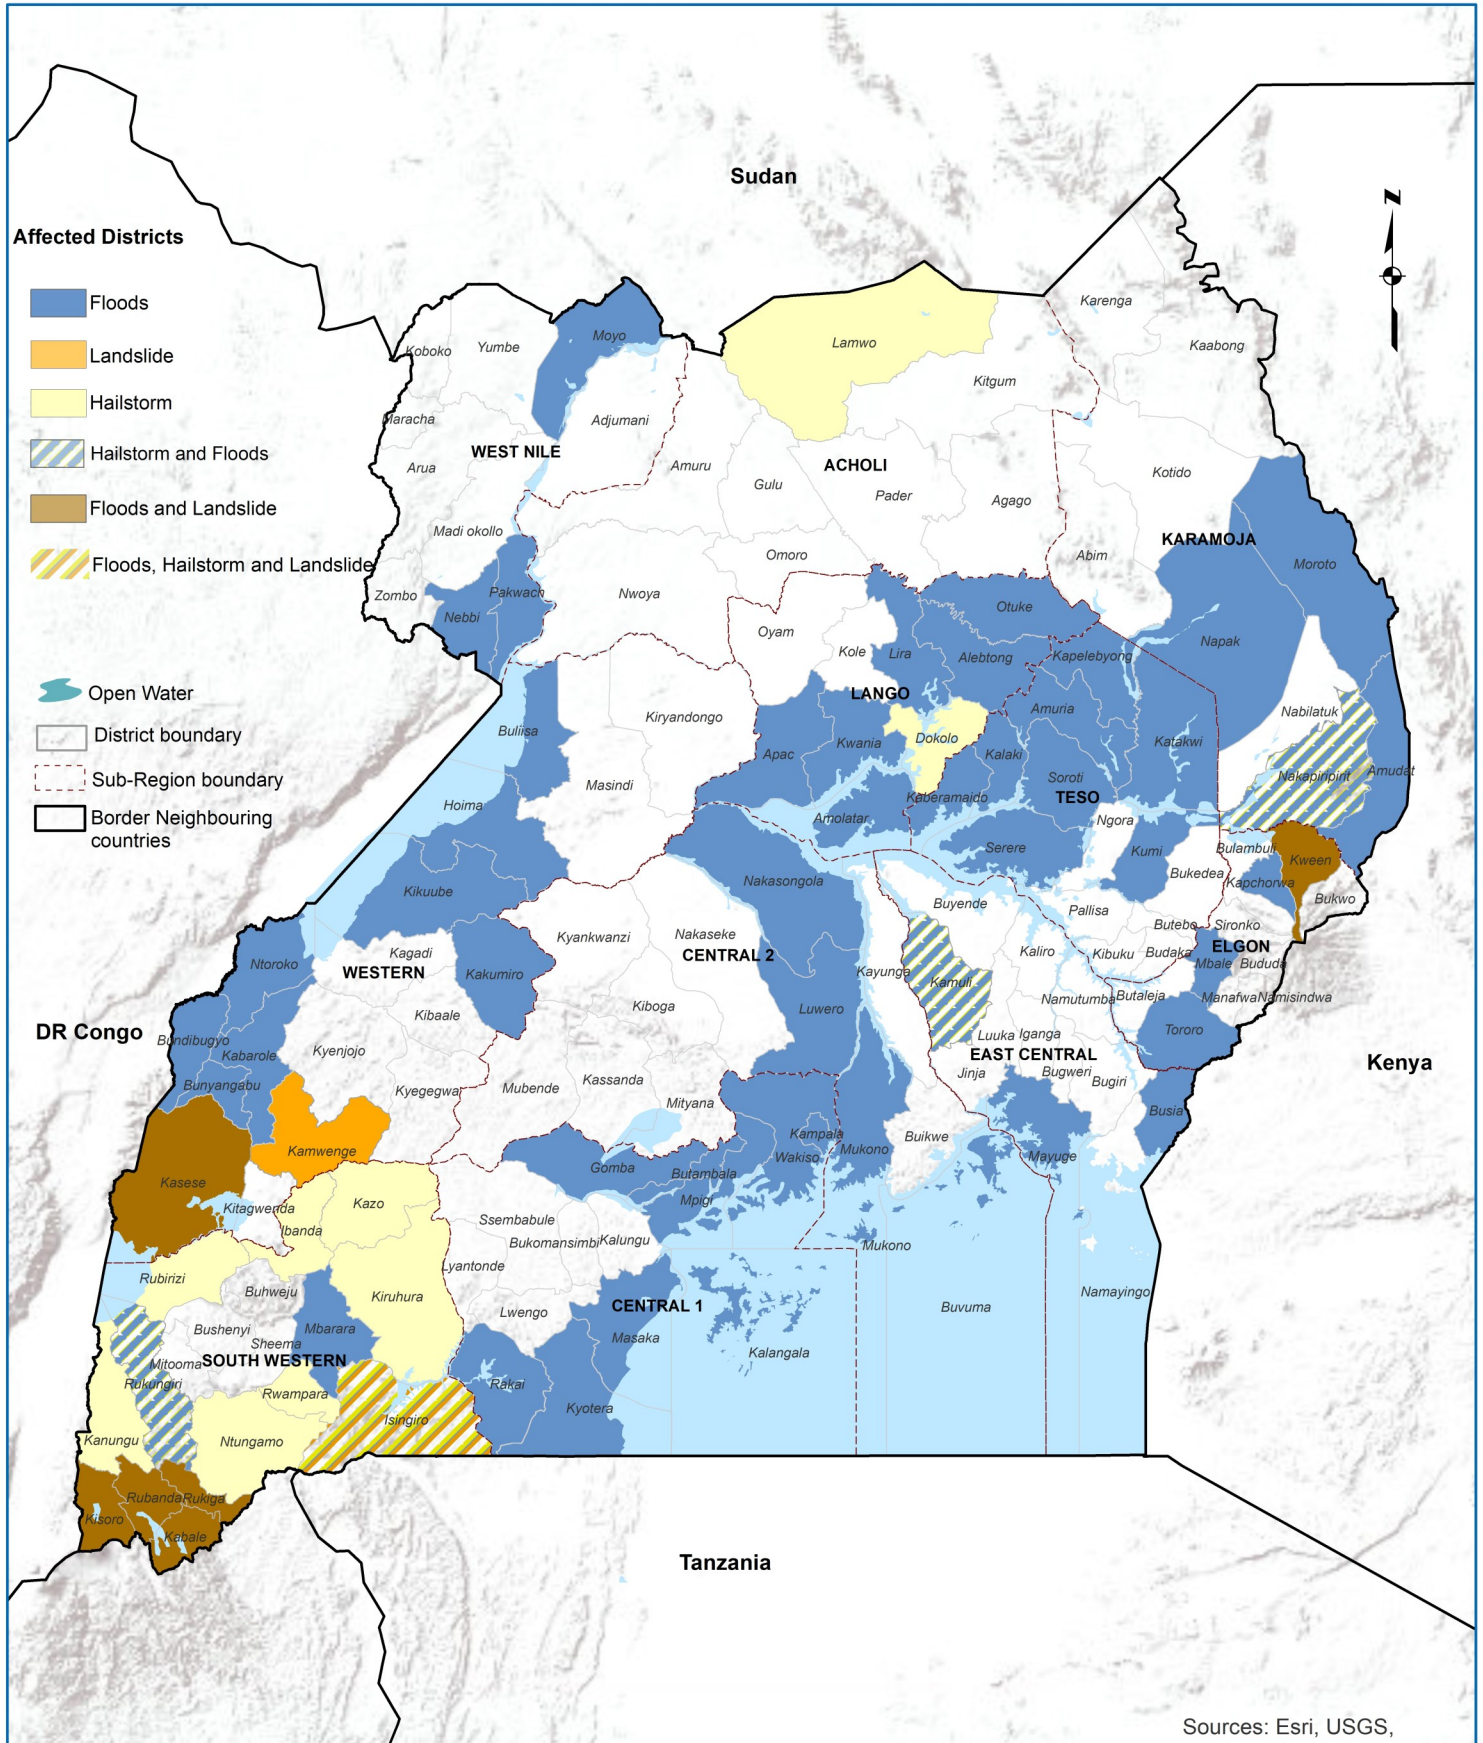 Sudan
N
Affected Districts
Floods
Landslide
Hailstorm
Hailstorm and Floods
Floods and Landslide
Floods, Hailstorm and Landslide
Open Water
District boundary
Sub-Region boundary
Border Neighbouring
countries
Karenga
Kaabong
Moyo
Koboko
Yumbe
Lamwo
Kitgum
Maracha
Adjumani
WEST NILE
Arua
Amuru
ACHOLI
Gulu
Pader
Agago
Kotido
Madi okollo
KARAMOJA
Omoro
Abim
Moroto
Zombo
Nebbi
Pakwach
Nwoya
Otuke
Oyam
Kole
Lira
Alebtong
Kapelebyong
Napak
LANGO
Amuria
Nabilatuk
Kiryandongo
Buliisa
Apac
Kwania
Dokolo
Kalaki
Katakwi
Masindi
Soroti
Nakapiripirit
Amudat
Hoima
Kaberamaido
TESO
Amolatar
Ngora
Serere
Kumi
Bulambuli
Kween
Bukedea
Kapchorwa
Bukwo
Kikuube
Nakasongola
Buyende
Pallisa
Butebo
Sironko
Kagadi
Kyankwanzi
Nakaseke
CENTRAL 2
Kaliro
Kibuku
Budaka
ELGON
Ntoroko
WESTERN
Kakumiro
Kayunga
Kamuli
Mbale
Bududa
Namutumba
Butaleja
Manafwa
Namisindwa
Kibaale
Kiboga
Luwero
DR Congo
Bundibugyo
Kabarole
Kyenjojo
Luuka
Iganga
Tororo
EAST CENTRAL
Kenya
Bunyangabu
Kyegegwa
Mubende
Kassanda
Mityana
Jinja
Bugweri
Bugiri
Busia
Kamwenge
Kampala
Wakiso
Mukono
Buikwe
Mayuge
Kasese
Gomba
Butambala
Mpigi
Kitagwenda
Kazo
Ibanda
Ssembabule
Bukomansimbi
Kalungu
Mukono
Rubirizi
Lyantonde
Buhweju
Kiruhura
Lwengo
CENTRAL 1
Buvuma
Namayingo
Bushenyi
Sheema
Mbarara
Masaka
Mitooma
SOUTH WESTERN
Kalangala
Rukungiri
Rwampara
Rakai
Isingiro
Kyotera
Kanungu
Ntungamo
Rubanda
Rukiga
Kisoro
Kabale
Tanzania
Sources: Esri, USGS,